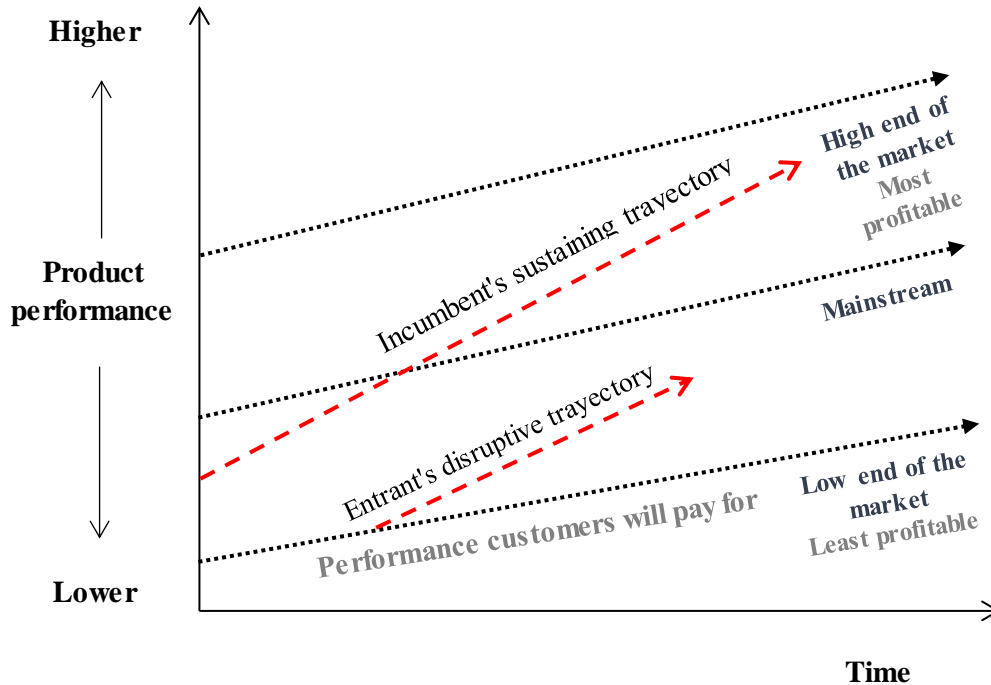 Higher
Product
performance
Lower
Incumbent's sustaining trayectory
Entrant's disruptive trayectory
Performance customers will pay for
High end of
the market
Most
profitable
Mainstream
Low end of the
market
Least profitable
Time